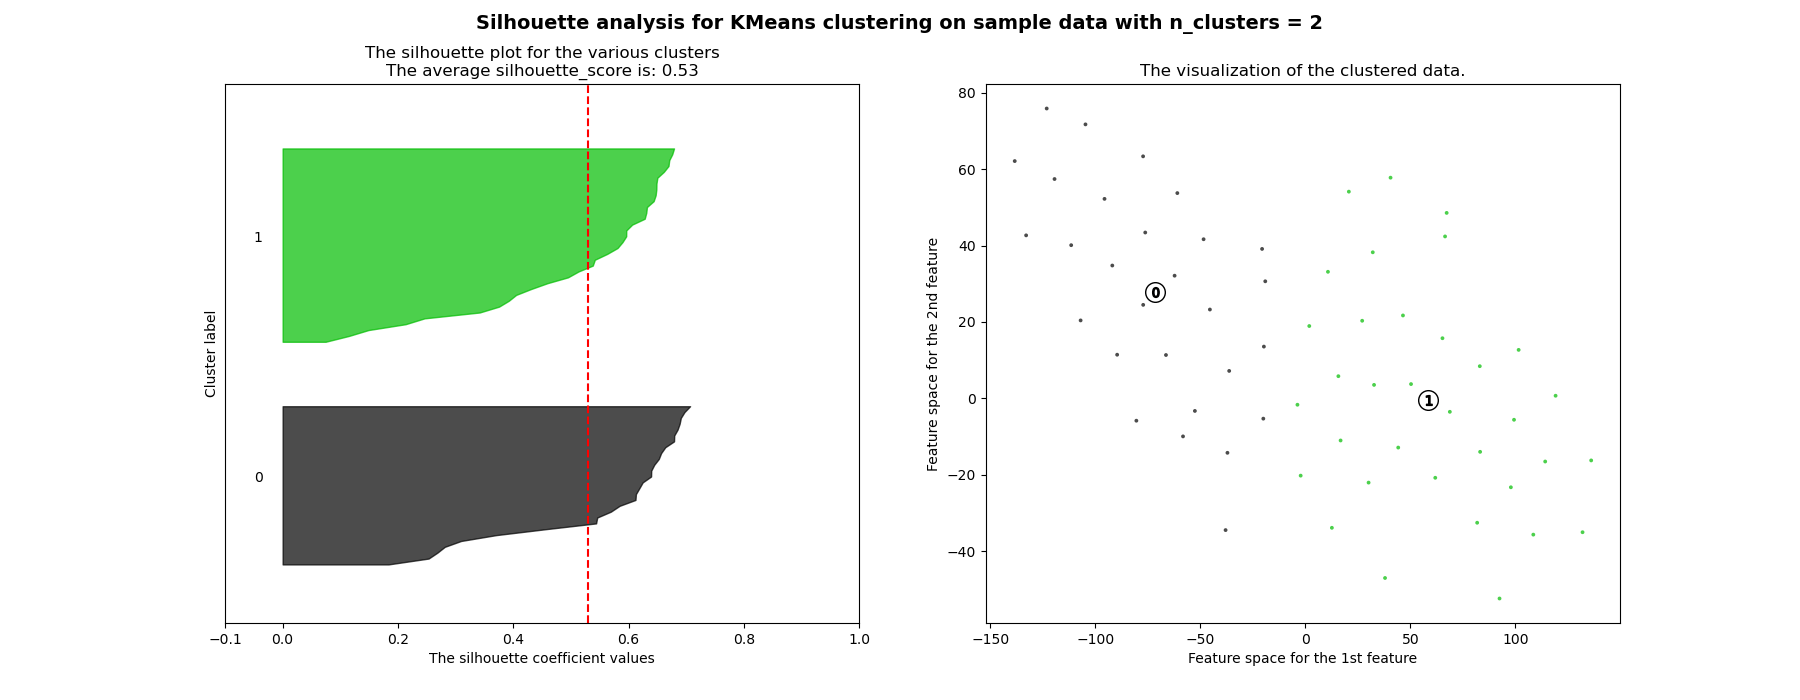 Silhouette analysis for KMeans clustering on sample data with n_clusters = 2
The silhouette plot for the various clusters
The average silhouette_score is: 0.53
1
0
Cluster label
−0.1 0.0 0.2 0.4 0.6 0.8 1.0
The silhouette coefficient values
The visualization of the clustered data.
80
60
40
20
0
−20
−40
Feature space for the 2nd feature
0
1
−150 −100 −50 0 50 100
Feature space for the 1st feature